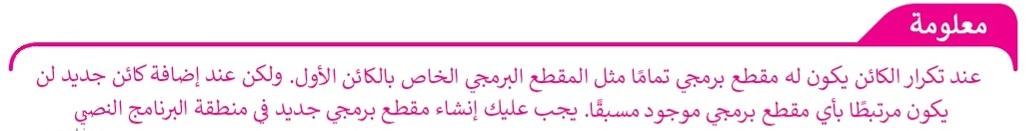 معلومة
عند تكرار الكائن يكون له مقطع برمجي تمامًا مثل المقطع البرمجي الخاص بالكائن الأول. ولكن عند إضافة كائن جديد لن
يكون مرتبطًا بأي مقطع برمجي موجود مسبقًا. يجب عليك إنشاء مقطع برمجي جديد في منطقة البرنامج النصي